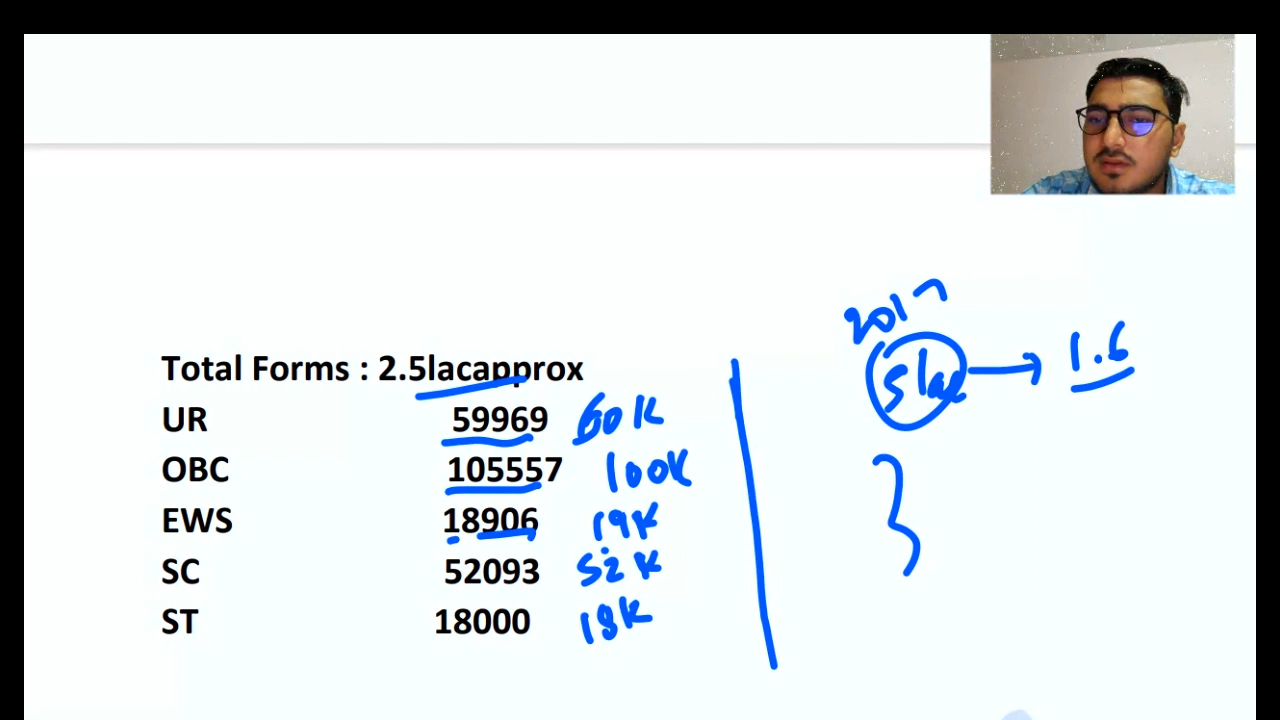 2017
Total Forms : 2.5lacapprox
5lac → 1.6
UR 59969 60K
OBC 105557 100K
EWS 18906 19K
SC 52093 52K
ST 18000 18K